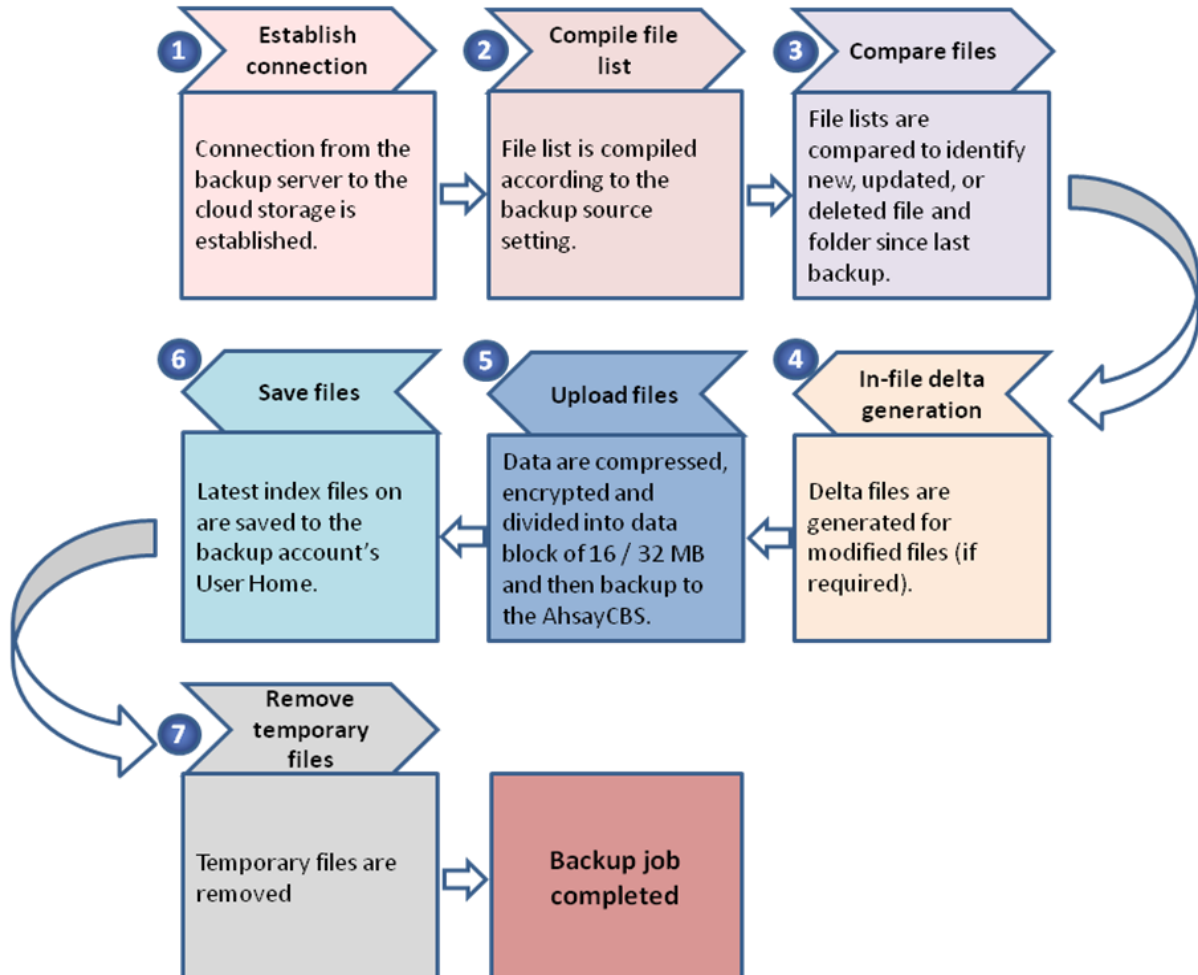 1
Establish
connection
Connection from the
backup server to the
cloud storage is
established.
2
Compile file
list
File list is compiled
according to the
backup source
setting.
3
Compare files
File lists are
compared to identify
new, updated, or
deleted file and
folder since last
backup.
4
In-file delta
generation
Delta files are
generated for
modified files (if
required).
5
Upload files
Data are compressed,
encrypted and
divided into data
block of 16 / 32 MB
and then backup to
the AhsayCBS.
6
Save files
Latest index files on
are saved to the
backup account’s
User Home.
7
Remove
temporary
files
Temporary files are
removed
Backup job
completed